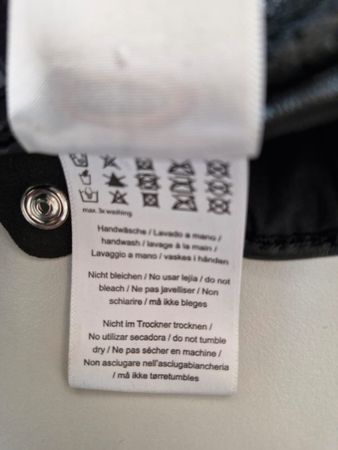 max. 3x washing
Handwäsche / Lavado a mano /
handwash / lavage à la main /
Lavaggio a mano / vaskes i hånden
Nicht bleichen / No usar lejia / do not
bleach / Ne pas javelliser / Non
schiarire / må ikke bleges
Nicht im Trockner trocknen /
No utilizar secadora / do not tumble
dry / Ne pas sécher en machine /
Non asciugare nell'asciugabiancheria
/ må ikke tørretumbles